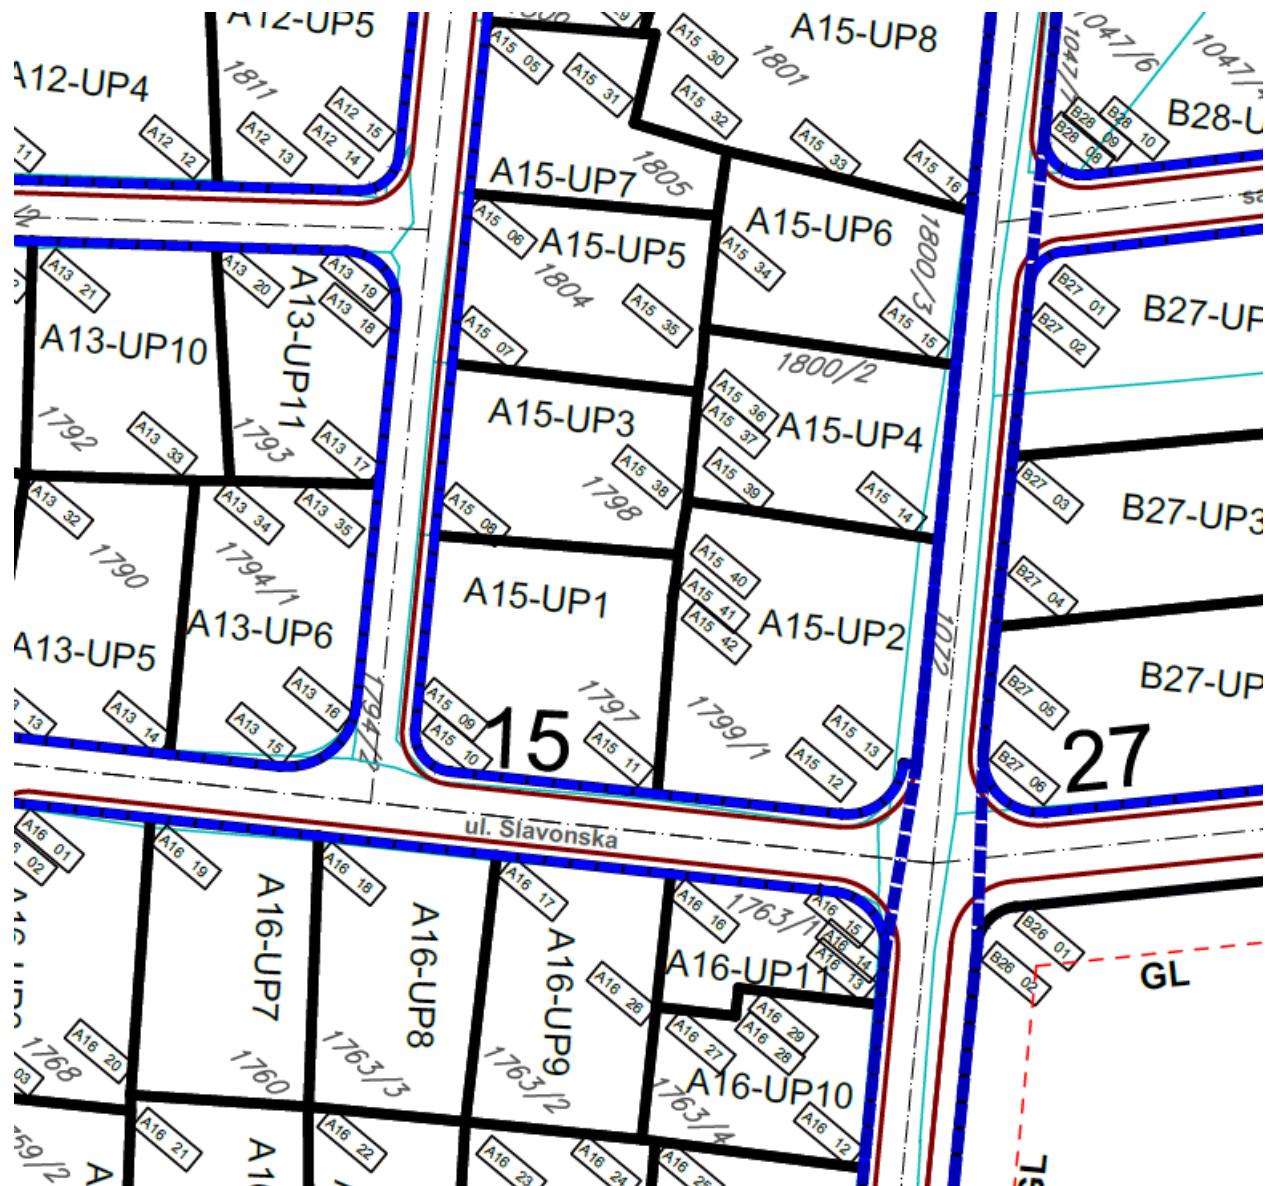 A12-UP5
A15-UP8
A12-UP4
1811
A12 15
A12 12
A12 13
A12 14
11
A15 05
A15 31
A15 30
A15 32
1801
A15 33
A15 16
1047/6
B28 08
B28 09
B28 10
A15-UP7
1805
A15 06
A15-UP5
1804
A15 35
A15 07
A15-UP6
A15 34
1800/3
A15 15
A13 21
A13 20
A13 19
A13 18
A13-UP10
A13-UP11
1792
A13 33
1793
A13 17
B27 01
B27 02
1800/2
A15-UP3
A15 38
1798
A15 08
A15 36
A15 37
A15-UP4
A15 39
A15 14
B27 03
B27-UP3
B27 04
A13 32
A13 34
A13 35
1790
1794/1
A13-UP5
A13-UP6
A13 14
A13 15
A13 16
1794/2
A15-UP1
A15 40
A15 41
A15 42
A15-UP2
1072
1797
1799/1
A15 09
A15 10
15
A15 11
A15 12
A15 13
B27 05
B27 06
27
ul. Slavonska
A16 01
02
A16 19
A16 18
A16 17
A16 16
1763/1
A16 15
A16 14
A16 13
A16-UP7
A16-UP8
A16-UP9
A16-UP11
B26 01
B26 02
GL
A16 26
A16 29
A16 28
A16 27
A16-UP10
A16 20
1768
03
1760
1763/3
1763/2
1763/4
A16 12
A16 21
A16 22
A16 23
A16 24
A16 25